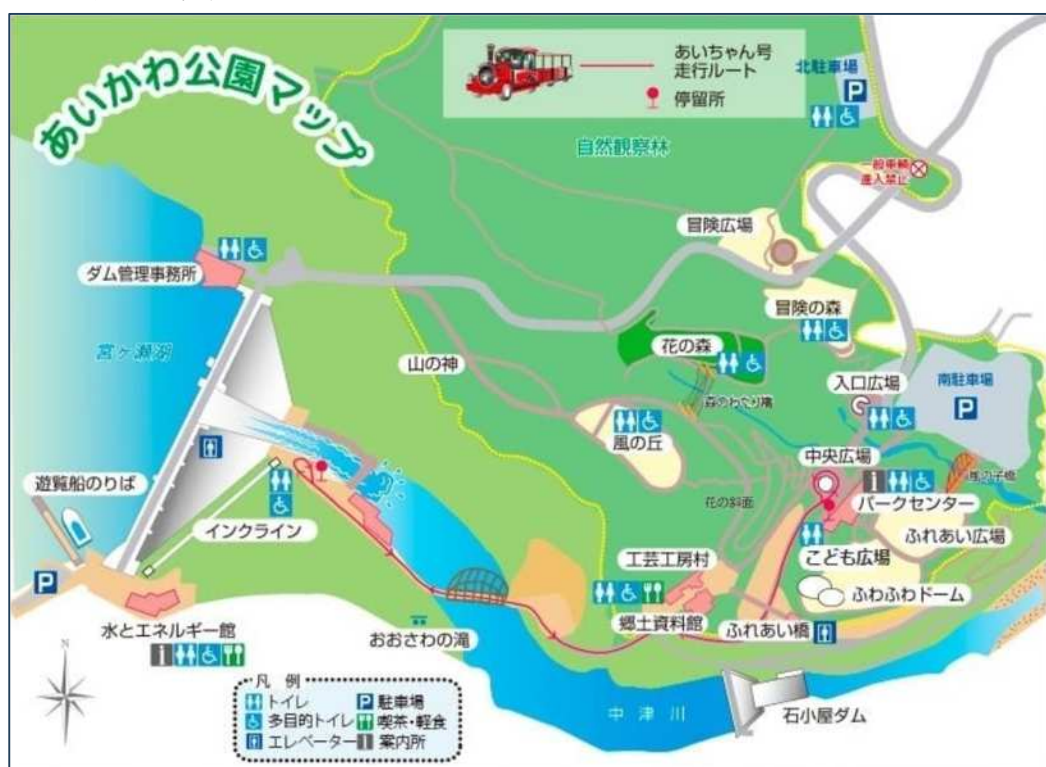 あいかわ公園マップ
あいちゃん号
走行ルート
停留所
北駐車場
P
自然観察林
一般車輌
進入禁止
冒険広場
ダム管理事務所
冒険の森
宮ヶ瀬湖
花の森
山の神
入口広場
南駐車場
P
森のわたり橋
風の丘
中央広場
遊覧船のりば
風の子橋
パークセンター
花の斜面
インクライン
ふれあい広場
工芸工房村
こども広場
P
ふわふわドーム
郷土資料館
ふれあい橋
水とエネルギー館
おおさわの滝
N
凡 例
トイレ
P 駐車場
多目的トイレ
喫茶・軽食
エレベーター
案内所
中津川
石小屋ダム